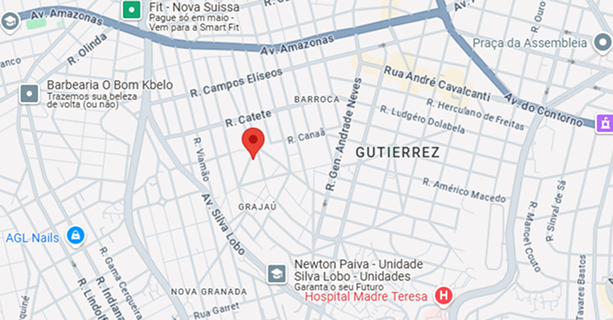 Fit - Nova Suissa
Pague só em maio -
Vem para a Smart Fit
Av. Amazonas
R. Olinda
Av. Amazonas
R. Ouro
Praça da Assembleia
Barbearia O Bom Kbelo
Trazemos sua beleza
de volta (ou não)
R. Campos Elíseos
Rua André Cavalcanti
BARROCA
R. Herculano de Freitas
Av. do Contorno
R. Catete
R. Canaã
R. Ludgéro Dolabela
R. Gen. Andrade Neves
GUTIERREZ
R. Viamão
R. Américo Macedo
R. Sinval de Sá
GRAJAÚ
Av. Silva Lobo
R. Manoel Couto
AGL Nails
Newton Paiva - Unidade
Silva Lobo - Unidades
Garanta o seu Futuro
Hospital Madre Teresa
R. Gama Cerqueira
R. Indiana
R. Lindolfo
NOVA GRANADA
Rua Garret
Tavares Bastos